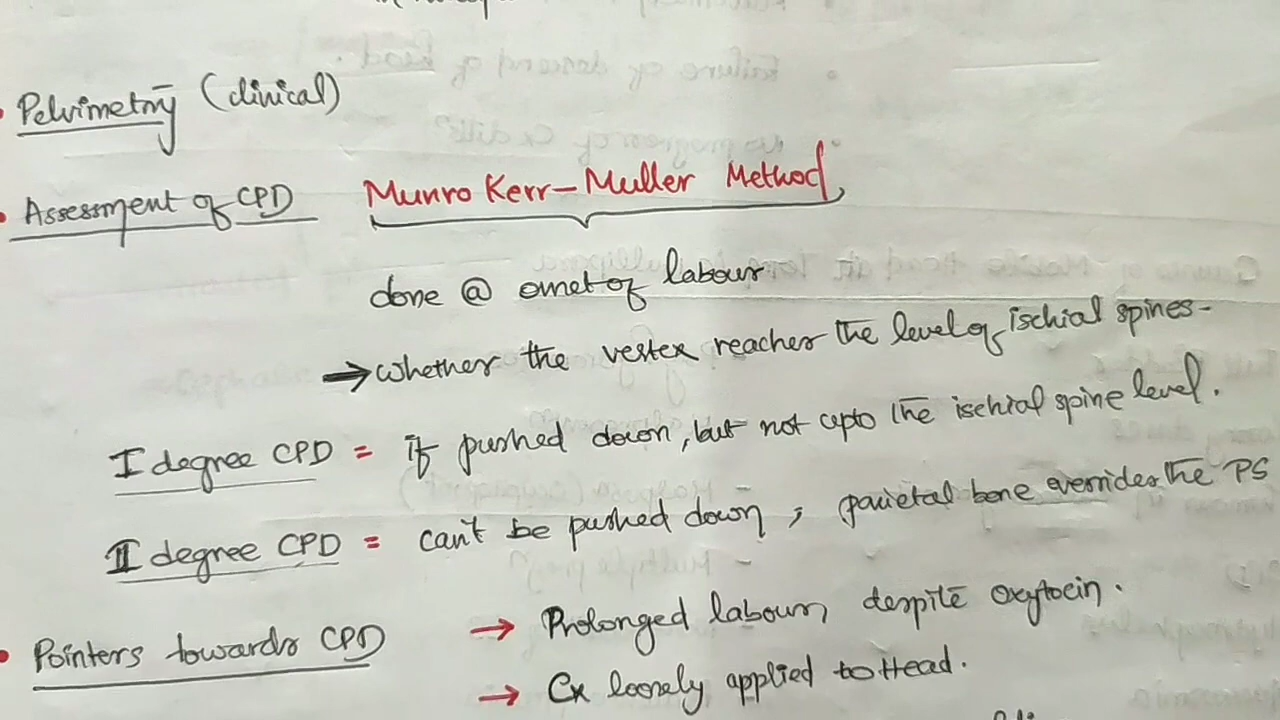 • Pelvimetry (clinical)
• Assessment of CPD Munro Kerr-Muller Method,
done @ onset of labour
→ whether the vertex reaches the level of ischial spines-
I degree CPD = if pushed down, but not upto the ischial spine level.
II degree CPD = can't be pushed down, parietal bone overrides the PS
• Pointers towards CPD → Prolonged labour, despite oxytocin.
→ Cx loosely applied to Head.